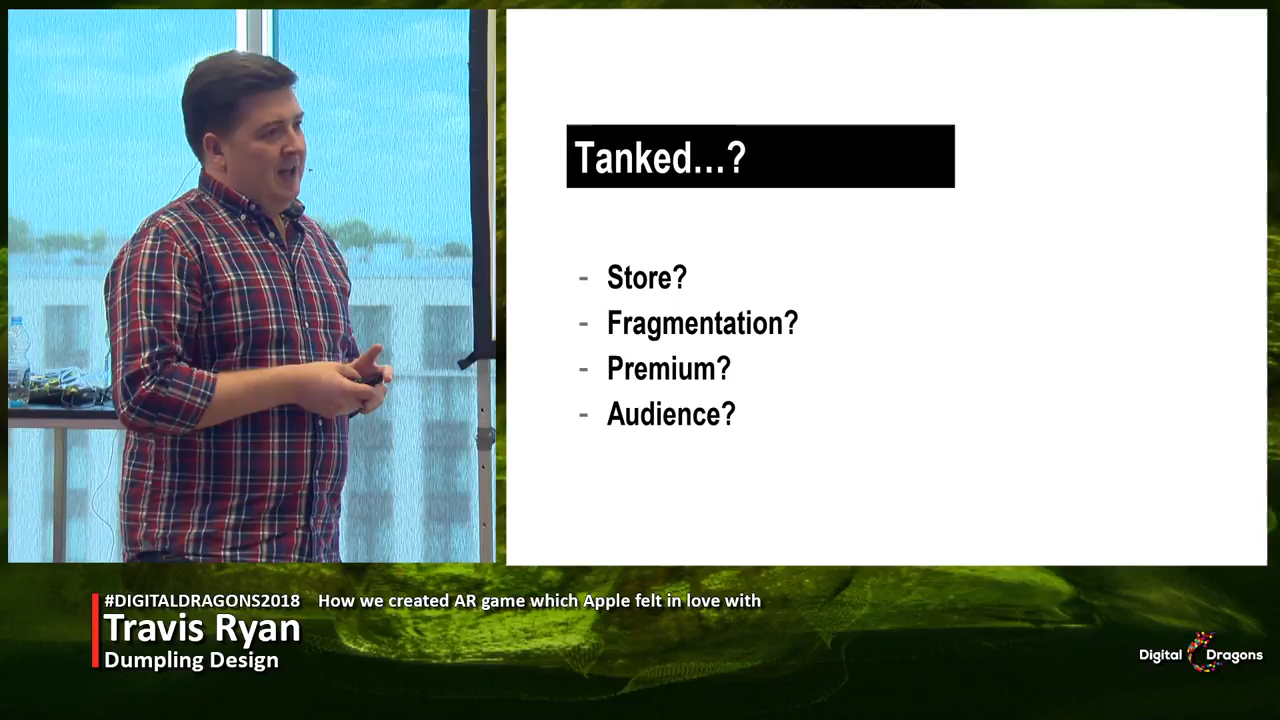 Tanked...?
- Store?
- Fragmentation?
- Premium?
- Audience?
#DIGITALDRAGONS2018 How we created AR game which Apple felt in love with
Travis Ryan
Dumpling Design
Digital Dragons